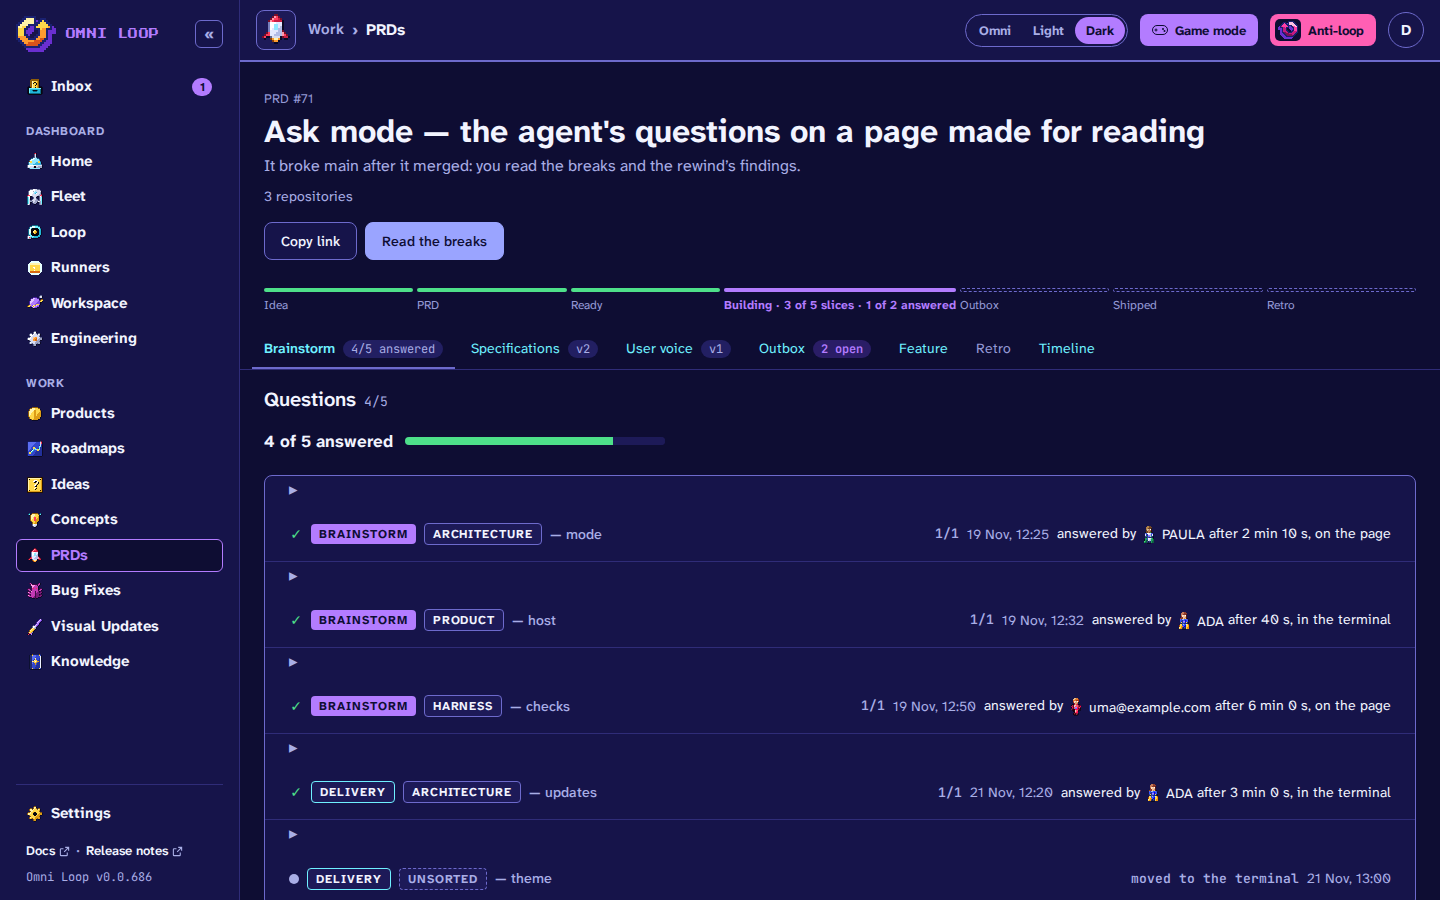 OMNI LOOP
«
Inbox
1
DASHBOARD
Home
Fleet
Loop
Runners
Workspace
Engineering
WORK
Products
Roadmaps
Ideas
Concepts
PRDs
Bug Fixes
Visual Updates
Knowledge
Settings
Docs · Release notes
Omni Loop v0.0.686
Work › PRDs
Omni Light Dark
Game mode
Anti-loop
D
PRD #71
Ask mode — the agent's questions on a page made for reading
It broke main after it merged: you read the breaks and the rewind's findings.
3 repositories
Copy link
Read the breaks
Idea
PRD
Ready
Building · 3 of 5 slices · 1 of 2 answered
Outbox
Shipped
Retro
Brainstorm 4/5 answered
Specifications v2
User voice v1
Outbox 2 open
Feature
Retro
Timeline
Questions 4/5
4 of 5 answered
✓ BRAINSTORM ARCHITECTURE — mode 1/1 19 Nov, 12:25 answered by PAULA after 2 min 10 s, on the page
✓ BRAINSTORM PRODUCT — host 1/1 19 Nov, 12:32 answered by ADA after 40 s, in the terminal
✓ BRAINSTORM HARNESS — checks 1/1 19 Nov, 12:50 answered by uma@example.com after 6 min 0 s, on the page
✓ DELIVERY ARCHITECTURE — updates 1/1 21 Nov, 12:20 answered by ADA after 3 min 0 s, in the terminal
DELIVERY UNSORTED — theme moved to the terminal 21 Nov, 13:00